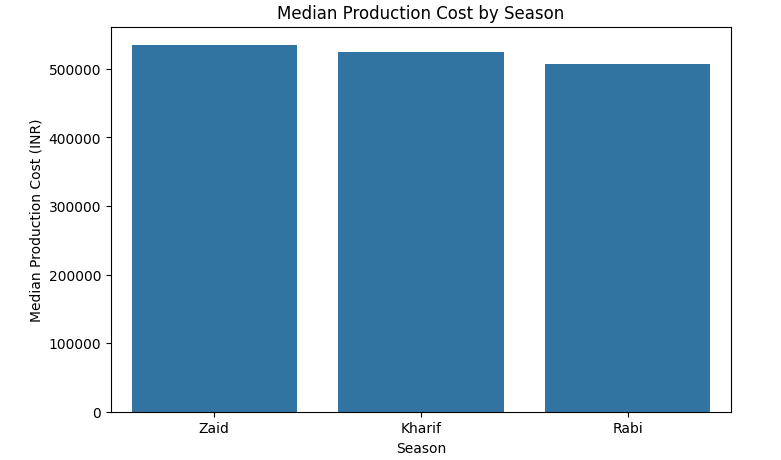 Median Production Cost by Season
Median Production Cost (INR)
500000
400000
300000
200000
100000
0
Zaid
Kharif
Rabi
Season